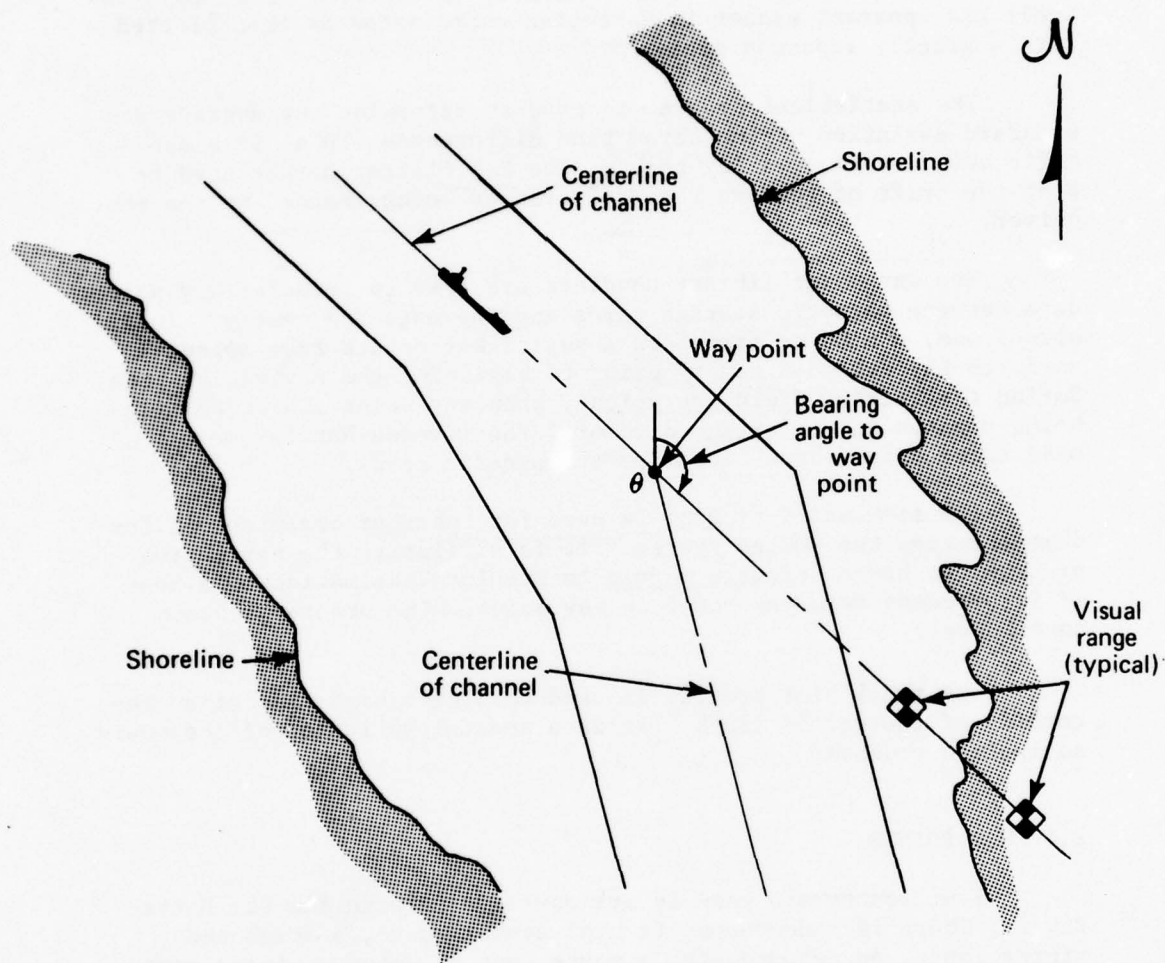 N
Centerline
of channel
Shoreline
Way point
Bearing
angle to
way
point
θ
Visual
range
(typical)
Shoreline
Centerline
of channel